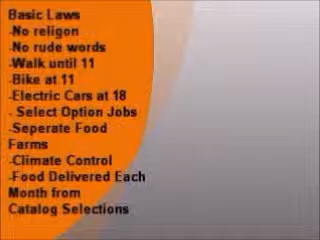 Basic Laws
-No religon
-No rude words
-Walk until 11
-Bike at 11
-Electric Cars at 18
- Select Option Jobs
-Seperate Food
Farms
-Climate Control
-Food Delivered Each
Month from
Catalog Selections